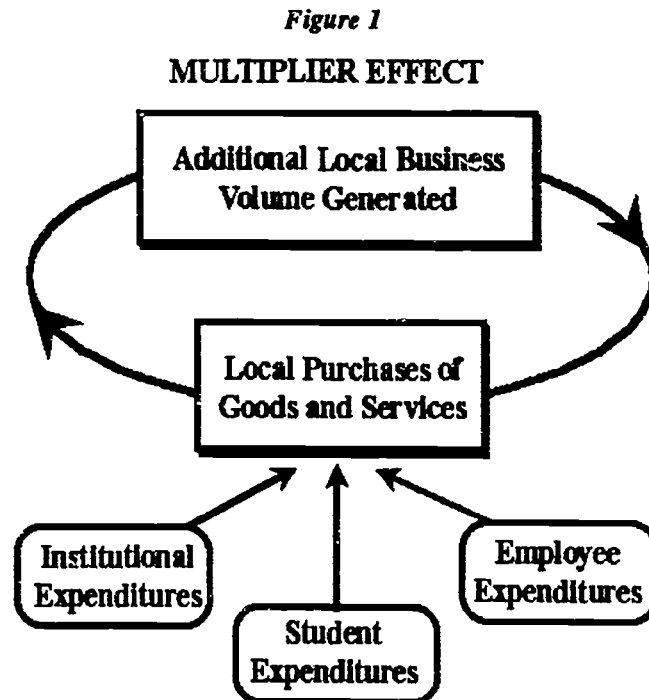 Figure 1
MULTIPLIER EFFECT
Additional Local Business
Volume Generated
Local Purchases of
Goods and Services
Institutional
Expenditures
Student
Expenditures
Employee
Expenditures